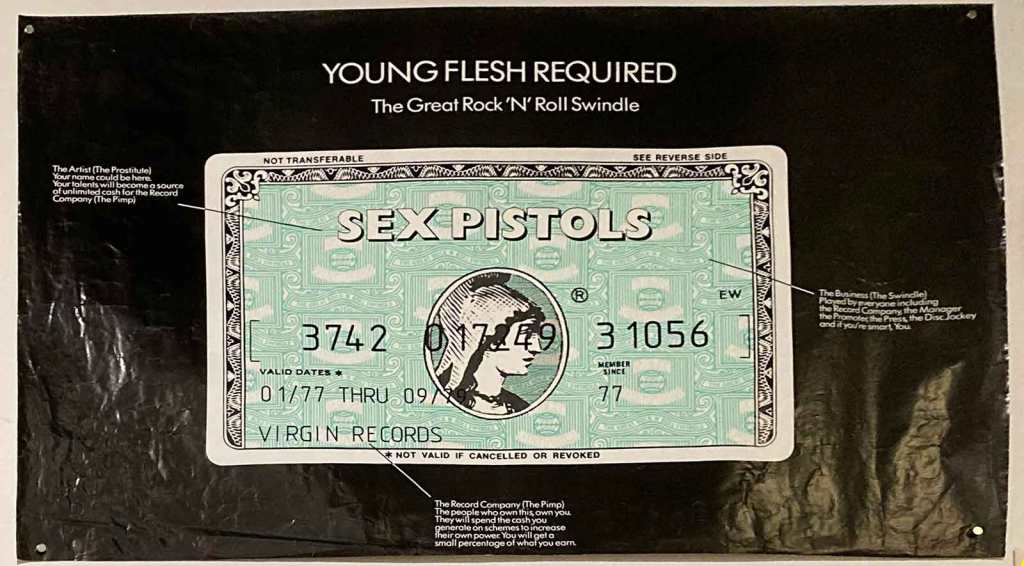 YOUNG FLESH REQUIRED
The Great Rock 'N' Roll Swindle
NOT TRANSFERABLE
SEE REVERSE SIDE
The Artist (The Prostitute)
Your name could be here.
Your talents will become a source
of unlimited cash for the Record
Company (The Pimp)
SEX PISTOLS
®
EW
The Business (The Swindle)
Played by everyone including
the Record Company, the Manager
the Promoter, the Press, the Disc Jockey
and if you're smart, You.
3742 017 31056
VALID DATES *
MEMBER
SINCE
01/77 THRU 09/79
77
VIRGIN RECORDS
* NOT VALID IF CANCELLED OR REVOKED
The Record Company (The Pimp)
The people who own this, own you.
They will spend the cash you
generate on schemes to increase
their own power. You will get a
small percentage of what you earn.